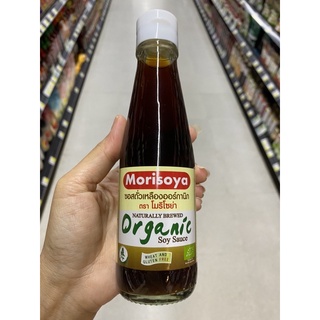 Morisoya
ซอสถั่วเหลืองออร์กานิก
ตรา โมริโซย่า
NATURALLY BREWED
Organic
Soy Sauce
WHEAT AND
GLUTEN FREE